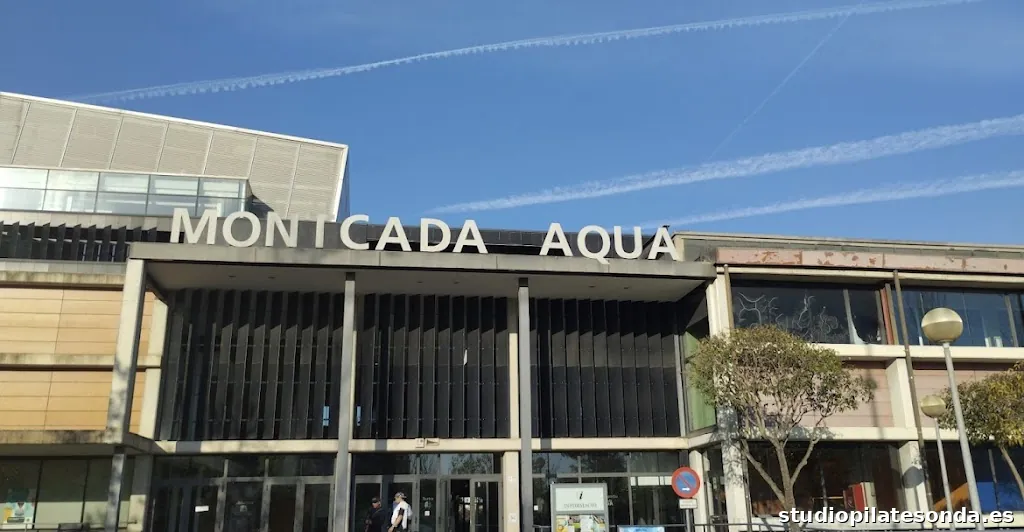 MONTCADA AQUA
i
studiopilatesonda.es